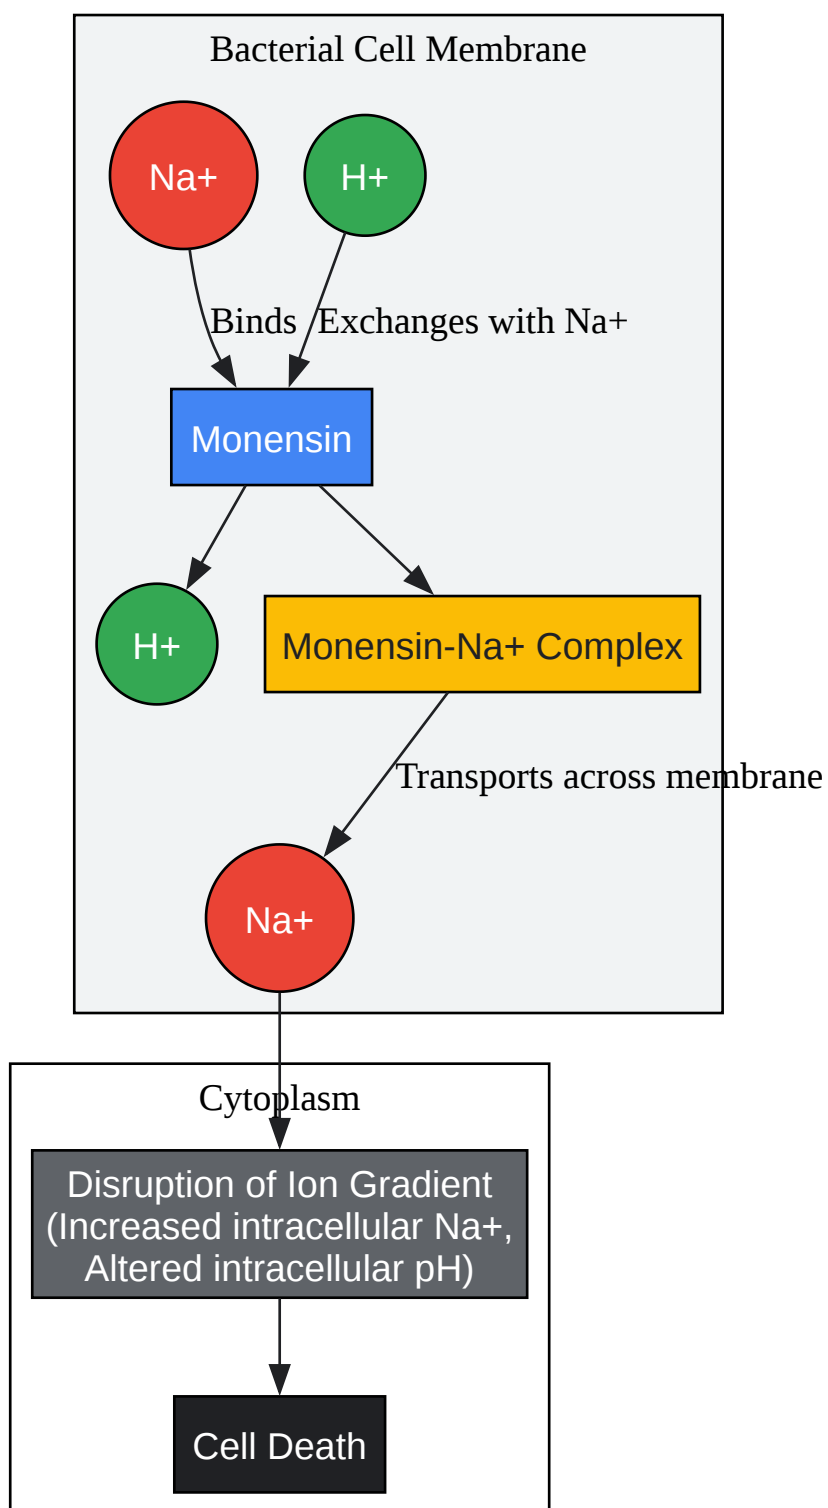 Bacterial Cell Membrane
Na+
H+
Binds
Exchanges with Na+
Monensin
H+
Monensin-Na+ Complex
Transports across membrane
Na+
Cytoplasm
Disruption of Ion Gradient
(Increased intracellular Na+,
Altered intracellular pH)
Cell Death